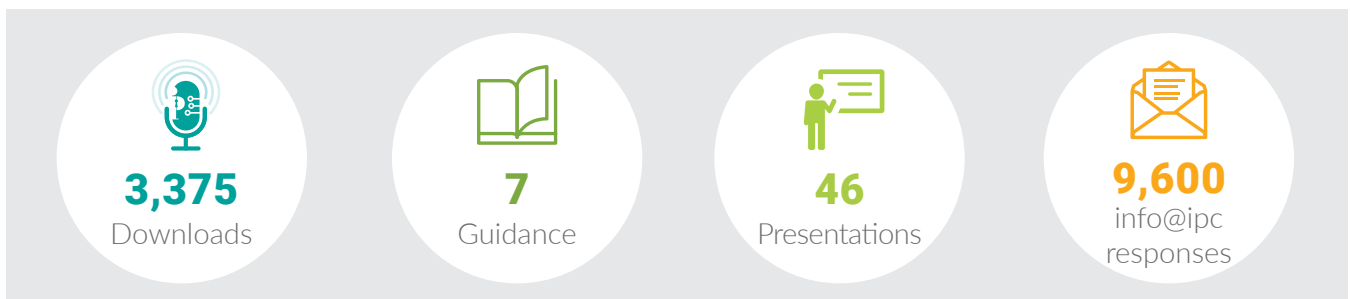 3,375
Downloads
7
Guidance
46
Presentations
9,600
info@ipc
responses